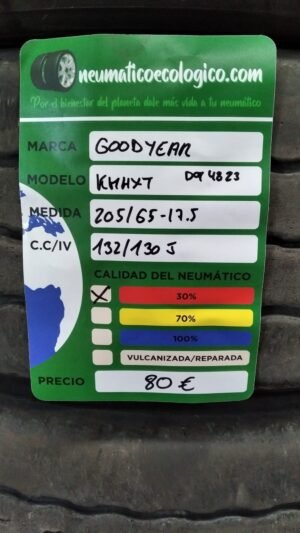 neumaticoecologico.com
Por el bienestar del planeta dale más vida a tu neumático
MARCA GOODYEAR
MODELO KMHXT DOT 4823
MEDIDA 205/65-17.5
C.C/IV 132/130 J
CALIDAD DEL NEUMÁTICO
30%
70%
100%
VULCANIZADA/REPARADA
PRECIO 80 €